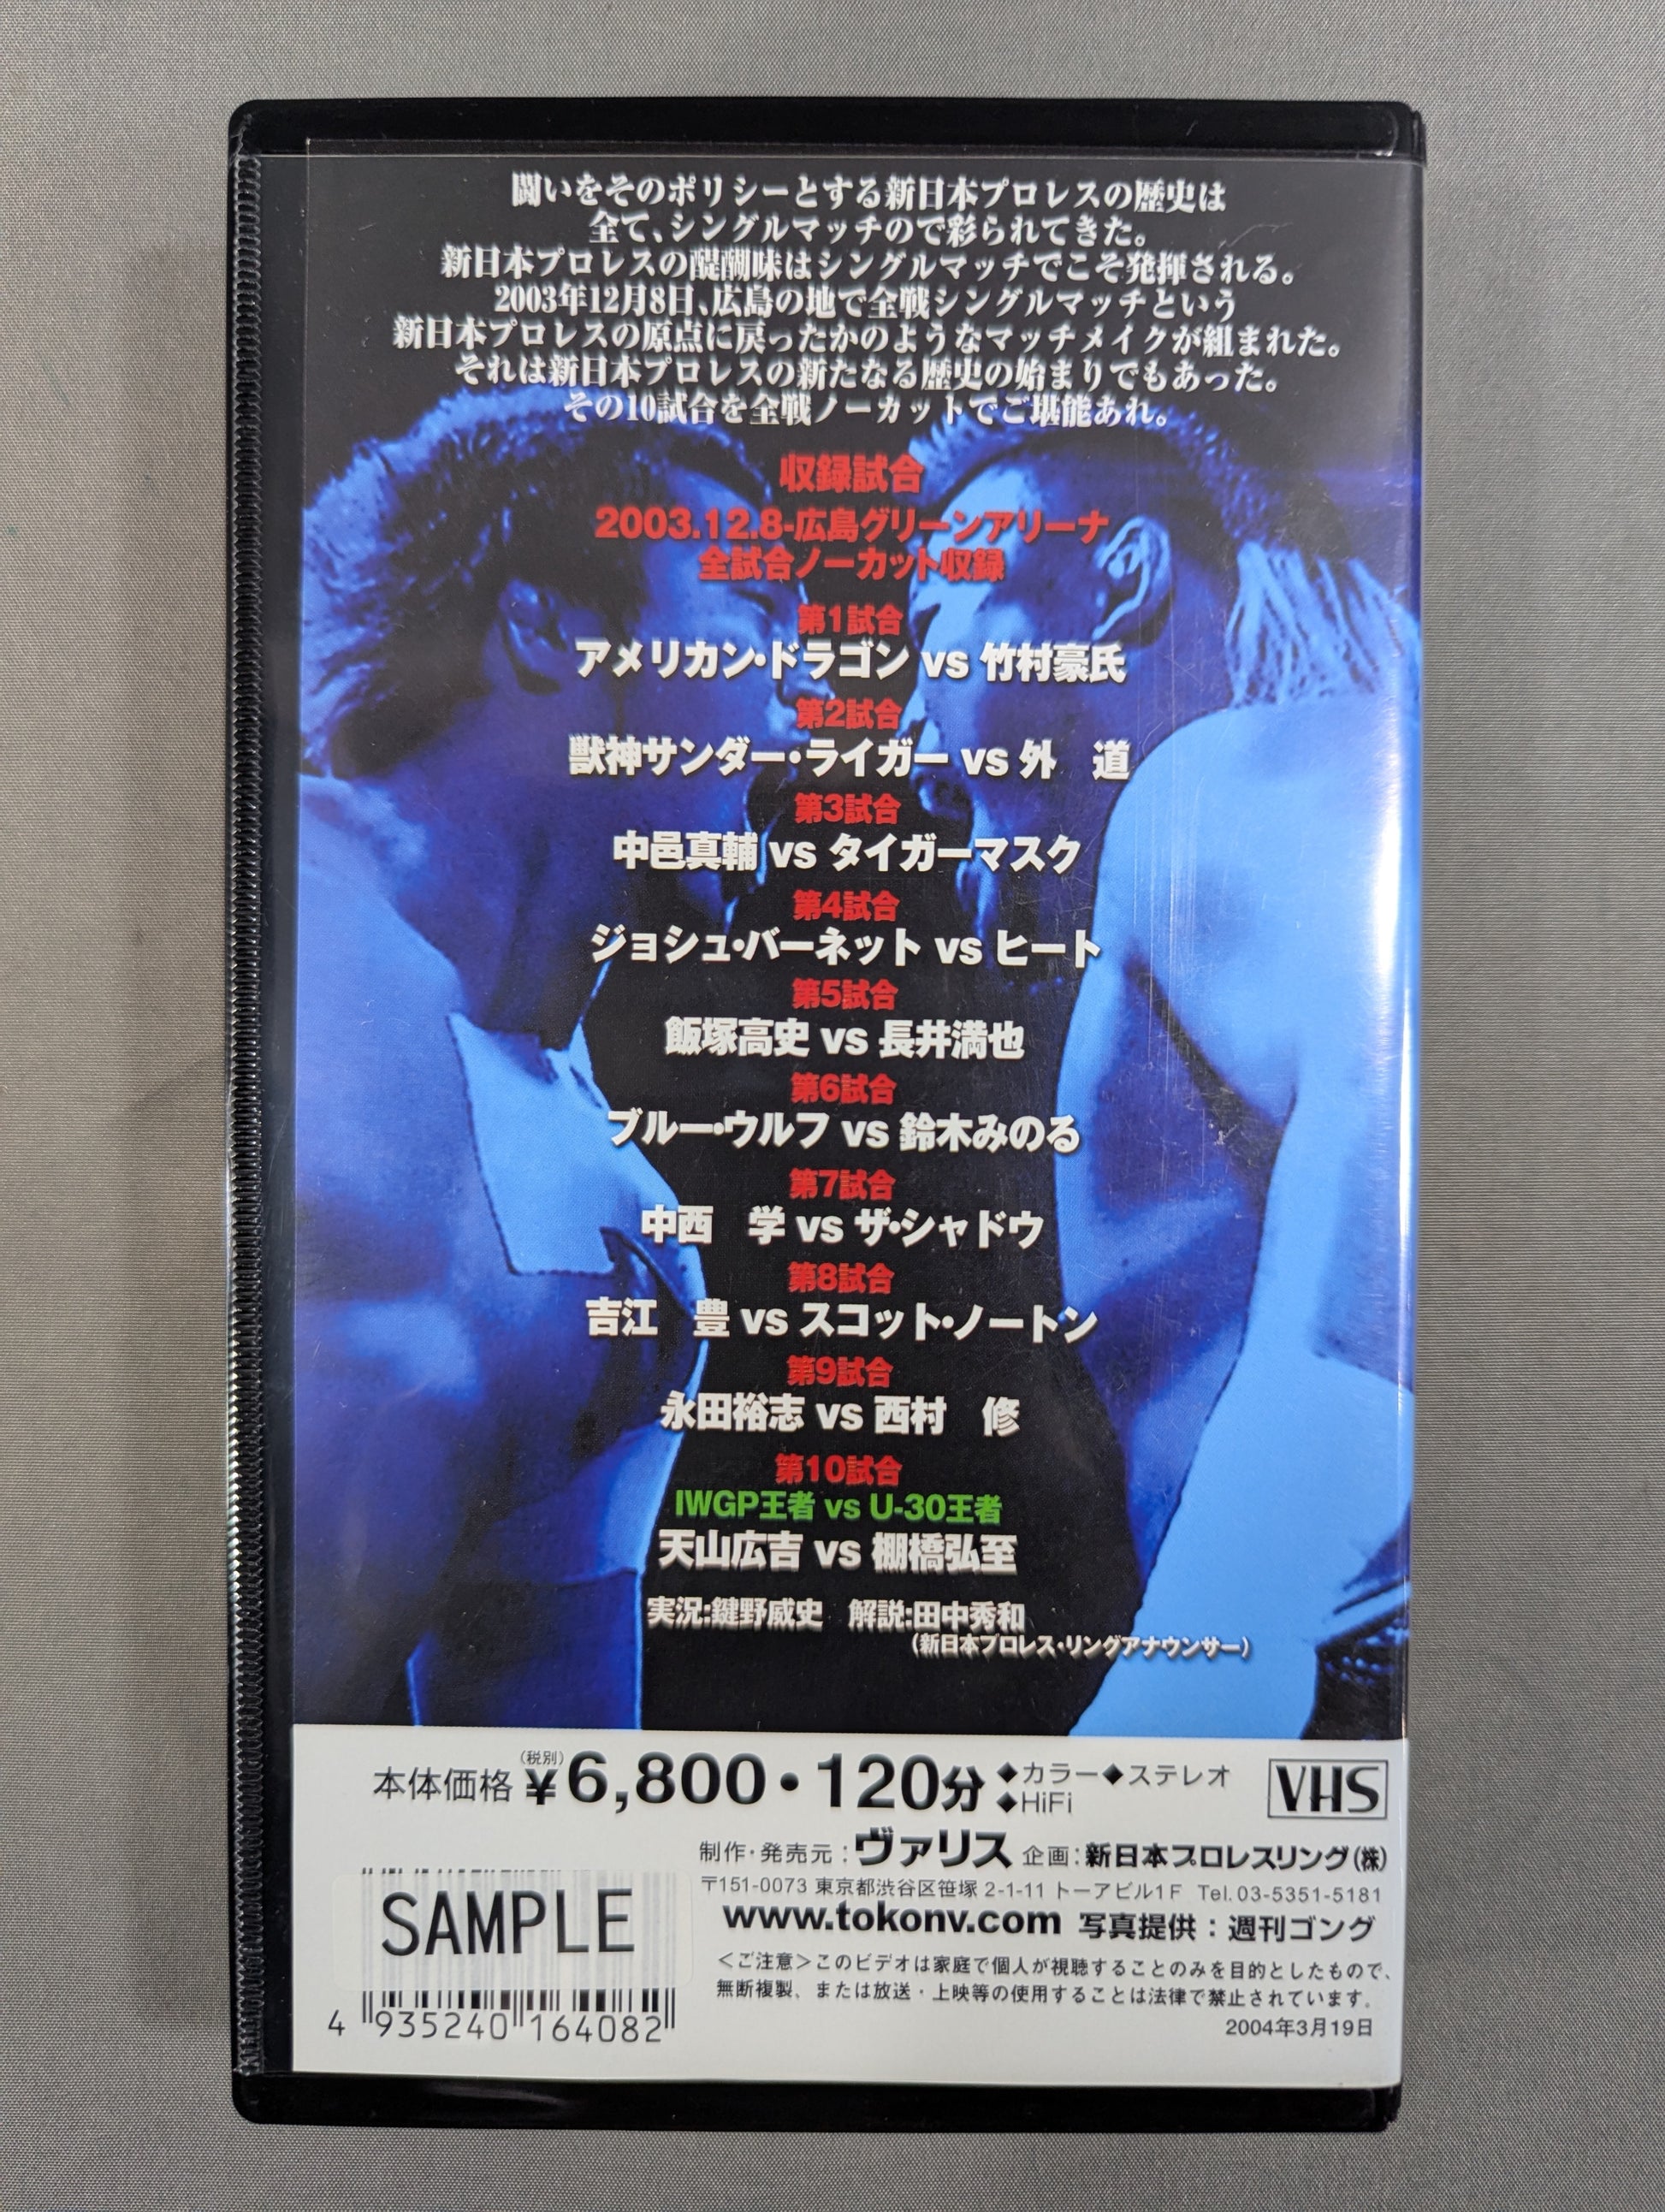 闘いをそのポリシーとする新日本プロレスの歴史は
全て、シングルマッチので彩られてきた。
新日本プロレスの醍醐味はシングルマッチでこそ発揮される。
2003年12月8日、広島の地で全戦シングルマッチという
新日本プロレスの原点に戻ったかのようなマッチメイクが組まれた。
それは新日本プロレスの新たなる歴史の始まりでもあった。
その10試合を全戦ノーカットでご堪能あれ。
収録試合
2003.12.8-広島グリーンアリーナ
全試合ノーカット収録
第1試合
アメリカン・ドラゴン vs 竹村豪氏
第2試合
獣神サンダー・ライガー vs 外　道
第3試合
中邑真輔 vs タイガーマスク
第4試合
ジョシュ・バーネット vs ヒート
第5試合
飯塚高史 vs 長井満也
第6試合
ブルー・ウルフ vs 鈴木みのる
第7試合
中西　学 vs ザ・シャドウ
第8試合
吉江　豊 vs スコット・ノートン
第9試合
永田裕志 vs 西村　修
第10試合
IWGP王者 vs U-30王者
天山広吉 vs 棚橋弘至
実況:鍵野威史　解説:田中秀和
(新日本プロレス・リングアナウンサー)
本体価格(税別)¥6,800・120分 ◆カラー◆ステレオ
◆HiFi
VHS
制作・発売元：ヴァリス 企画：新日本プロレスリング(株)
〒151-0073 東京都渋谷区笹塚 2-1-11 トーアビル1F Tel.03-5351-5181
www.tokonv.com 写真提供：週刊ゴング
<ご注意>このビデオは家庭で個人が視聴することのみを目的としたもので、
無断複製、または放送・上映等の使用することは法律で禁止されています。
2004年3月19日
SAMPLE
4 935240 164082